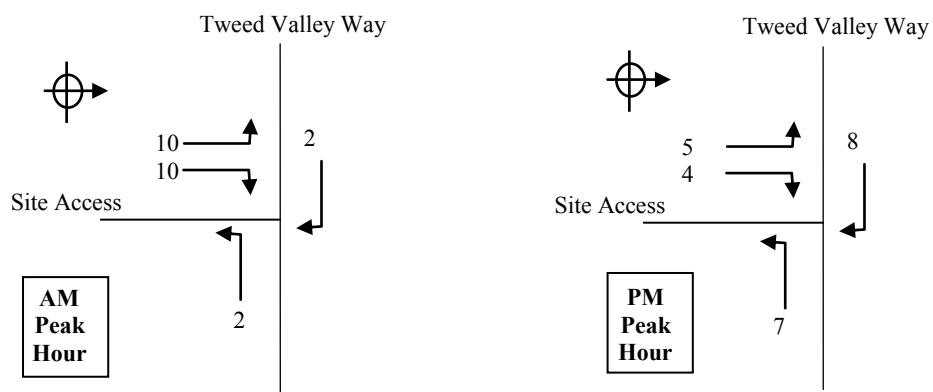 Tweed Valley Way
10
10
2
Site Access
2
AM
Peak
Hour
Tweed Valley Way
5
4
8
Site Access
7
PM
Peak
Hour